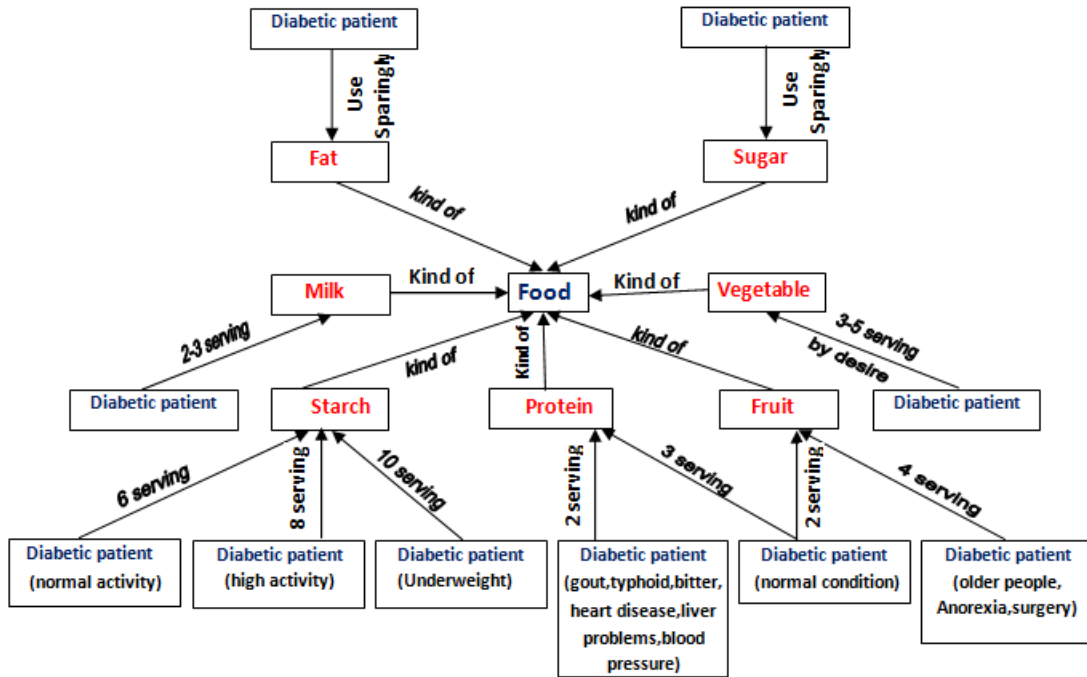 Diabetic patient
Diabetic patient
Use
Sparingly
Use
Sparingly
Fat
Sugar
kind of
kind of
Milk
Kind of
Food
Kind of
Vegetable
2-3 serving
kind of
Kind of
kind of
3-5 serving
by desire
Diabetic patient
Starch
Protein
Fruit
Diabetic patient
6 serving
8 serving
10 serving
2 serving
3 serving
2 serving
4 serving
Diabetic patient
(normal activity)
Diabetic patient
(high activity)
Diabetic patient
(Underweight)
Diabetic patient
(gout,typhoid,bitter,
heart disease,liver
problems,blood
pressure)
Diabetic patient
(normal condition)
Diabetic patient
(older people,
Anorexia,surgery)